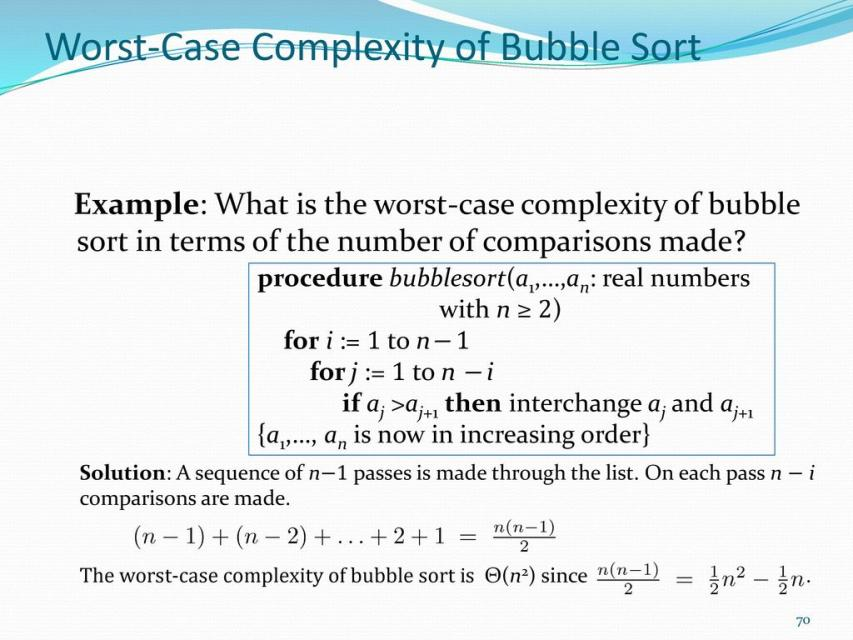 Worst-Case Complexity of Bubble Sort
Example: What is the worst-case complexity of bubble
sort in terms of the number of comparisons made?
procedure bubblesort(a₁,…,aₙ: real numbers
with n ≥ 2)
for i := 1 to n − 1
for j := 1 to n − i
if aⱼ >aⱼ₊₁ then interchange aⱼ and aⱼ₊₁
{a₁,…, aₙ is now in increasing order}
Solution: A sequence of n−1 passes is made through the list. On each pass n − i
comparisons are made.
(n − 1) + (n − 2) + … + 2 + 1 = n(n−1)/2
The worst-case complexity of bubble sort is Θ(n²) since n(n−1)/2 = ½n² − ½n.
70